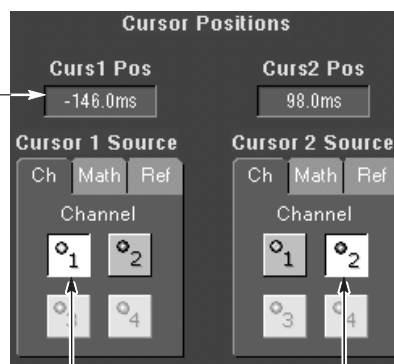 Cursor Positions
Curs1 Pos Curs2 Pos
-146.0ms 98.0ms
Cursor 1 Source Cursor 2 Source
Ch Math Ref Ch Math Ref
Channel Channel
1 2 1 2
3 4 3 4